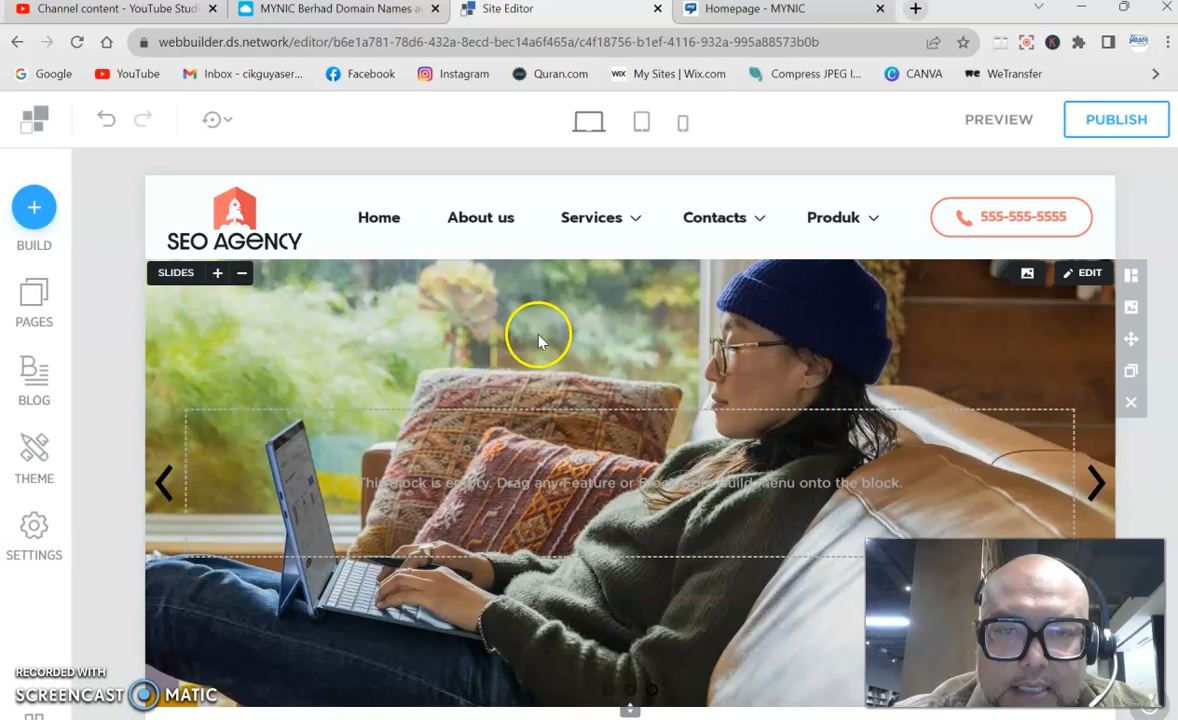 Channel content - YouTube Stud
MYNIC Berhad Domain Names a
Site Editor
Homepage - MYNIC
webbuilder.ds.network/editor/b6e1a781-78d6-432a-8ecd-bec14a6f465a/c4f18756-b1ef-4116-932a-995a88573b0b
Google
YouTube
Inbox - cikguyaser...
Facebook
Instagram
Quran.com
WIX My Sites | Wix.com
Compress JPEG I...
CANVA
we WeTransfer
PREVIEW
PUBLISH
BUILD
PAGES
BLOG
THEME
SETTINGS
SEO AGENCY
Home
About us
Services
Contacts
Produk
555-555-5555
SLIDES + −
EDIT
This block is empty. Drag any Feature or Block from Build menu onto the block.
RECORDED WITH
SCREENCAST MATIC